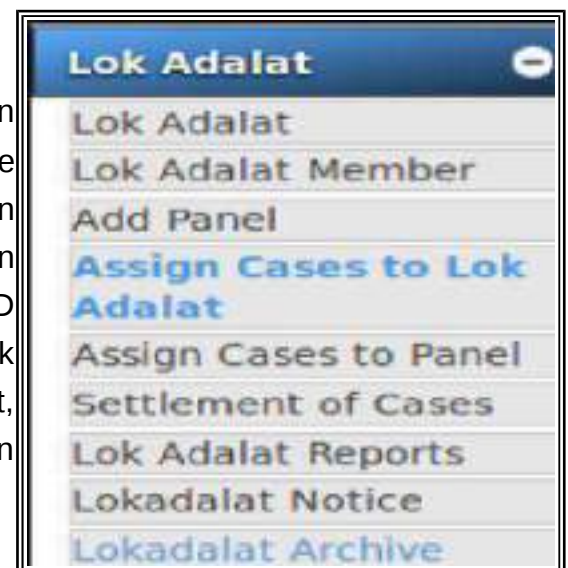 Lok Adalat
Lok Adalat
Lok Adalat Member
Add Panel
Assign Cases to Lok
Adalat
Assign Cases to Panel
Settlement of Cases
Lok Adalat Reports
Lokadalat Notice
Lokadalat Archive